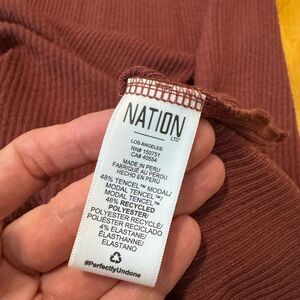 NATION
LTD
LOS ANGELES
RN# 150751
CA# 40554
MADE IN PERU
FABRIQUÉ AU PÉROU
HECHO EN PERÚ
48% TENCEL™ MODAL/
MODAL TENCEL™/
MODAL TENCEL™
48% RECYCLED
POLYESTER/
POLYESTER RECYCLÉ/
POLIÉSTER RECICLADO
4% ELASTANE/
ÉLASTHANNE/
ELASTANO
#PerfectlyUndone